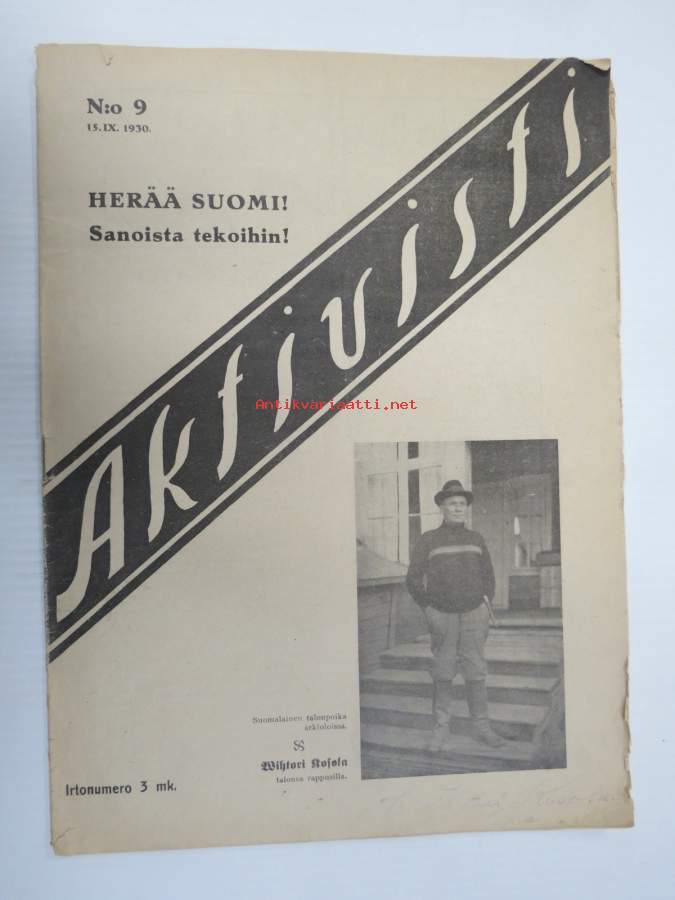 N:o 9
15.IX. 1930.
HERÄÄ SUOMI!
Sanoista tekoihin!
Aktivisti
Antikvariaatti.net
Suomalainen talonpoika
arkioloissa.
Wihtori Kosola
talonsa rappusilla.
Irtonumero 3 mk.